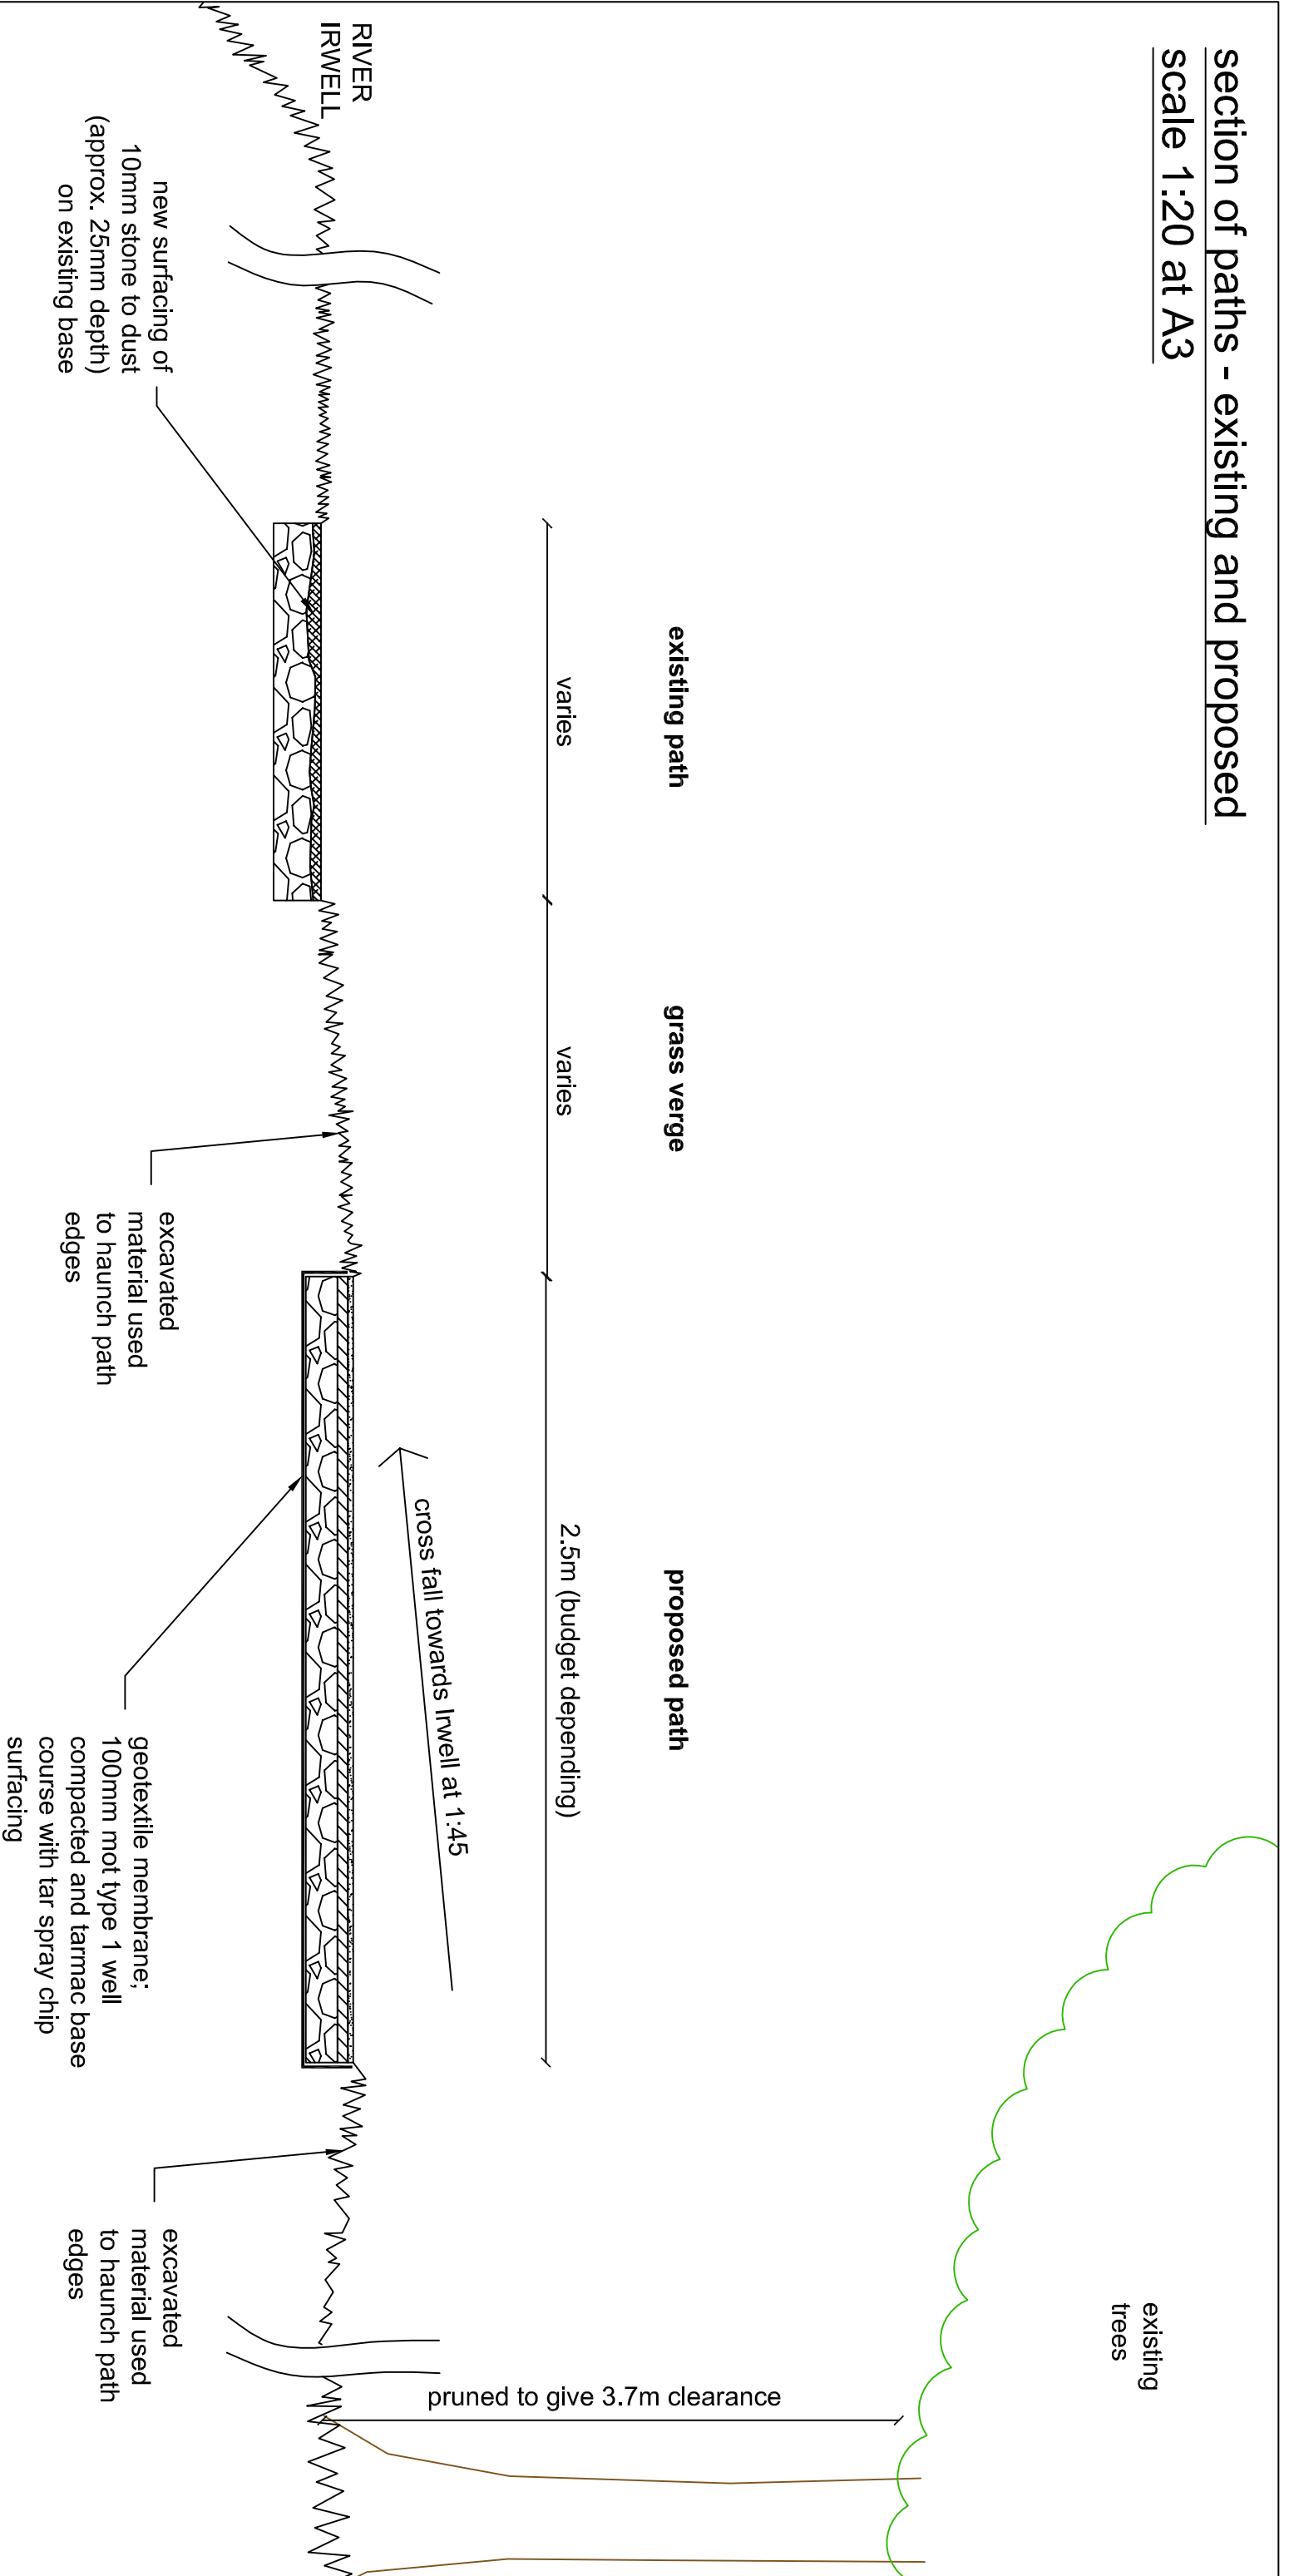 section of paths - existing and proposed
scale 1:20 at A3
existing
trees
existing path
grass verge
proposed path
varies
varies
2.5m (budget depending)
cross fall towards Irwell at 1:45
pruned to give 3.7m clearance
RIVER
IRWELL
new surfacing of
10mm stone to dust
(approx. 25mm depth)
on existing base
excavated
material used
to haunch path
edges
geotextile membrane;
100mm mot type 1 well
compacted and tarmac base
course with tar spray chip
surfacing
excavated
material used
to haunch path
edges